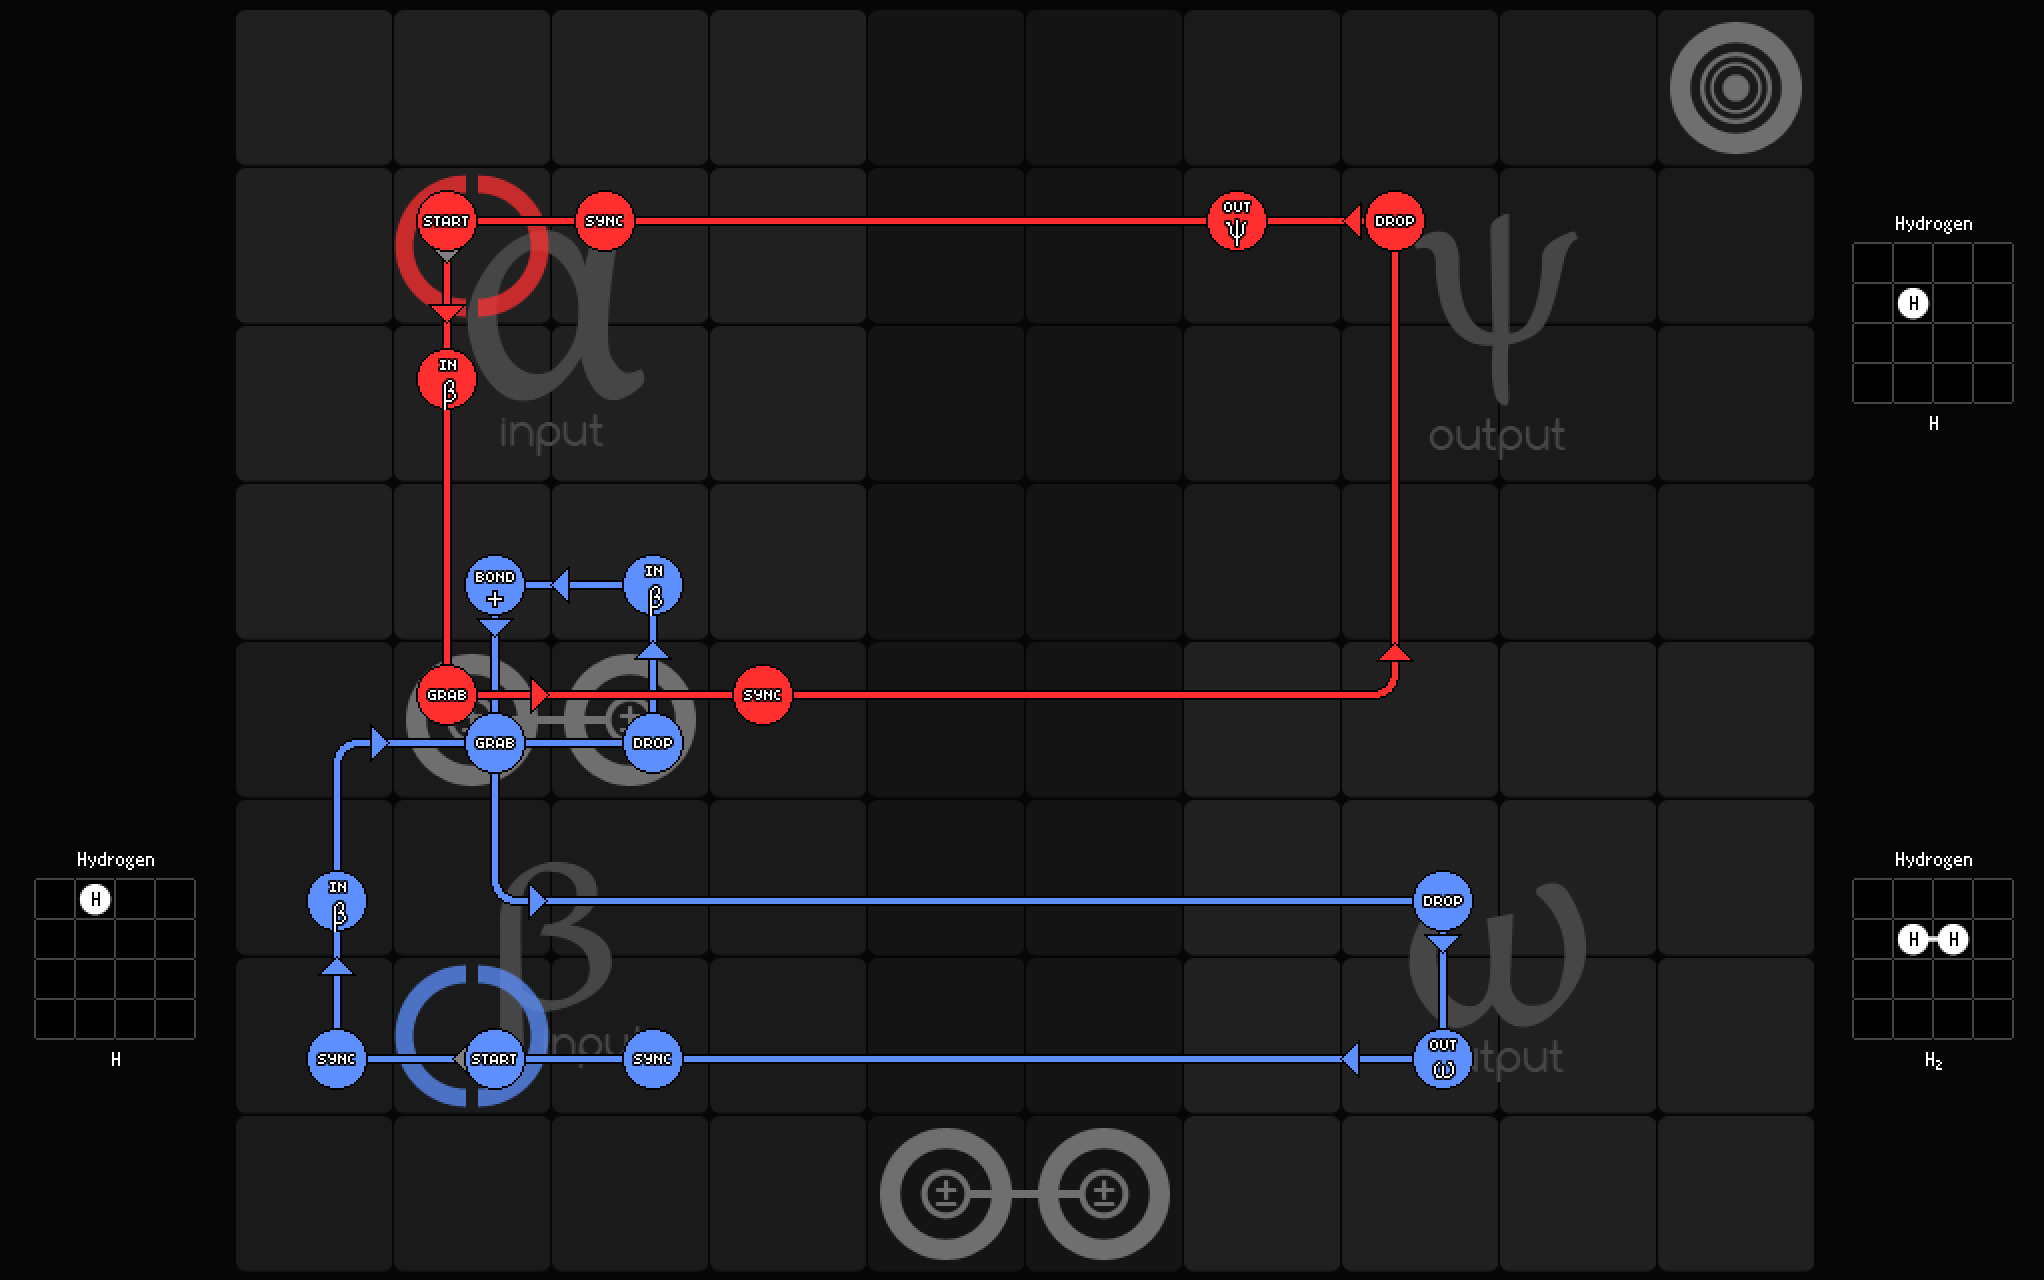 START
SYNC
OUT
ψ
DROP
α
input
ψ
output
Hydrogen
H
H
IN
β
BOND
+
IN
β
GRAB
SYNC
GRAB
DROP
Hydrogen
H
H
IN
β
β
input
DROP
ω
output
Hydrogen
H H
H₂
SYNC
START
SYNC
OUT
ω
± ±